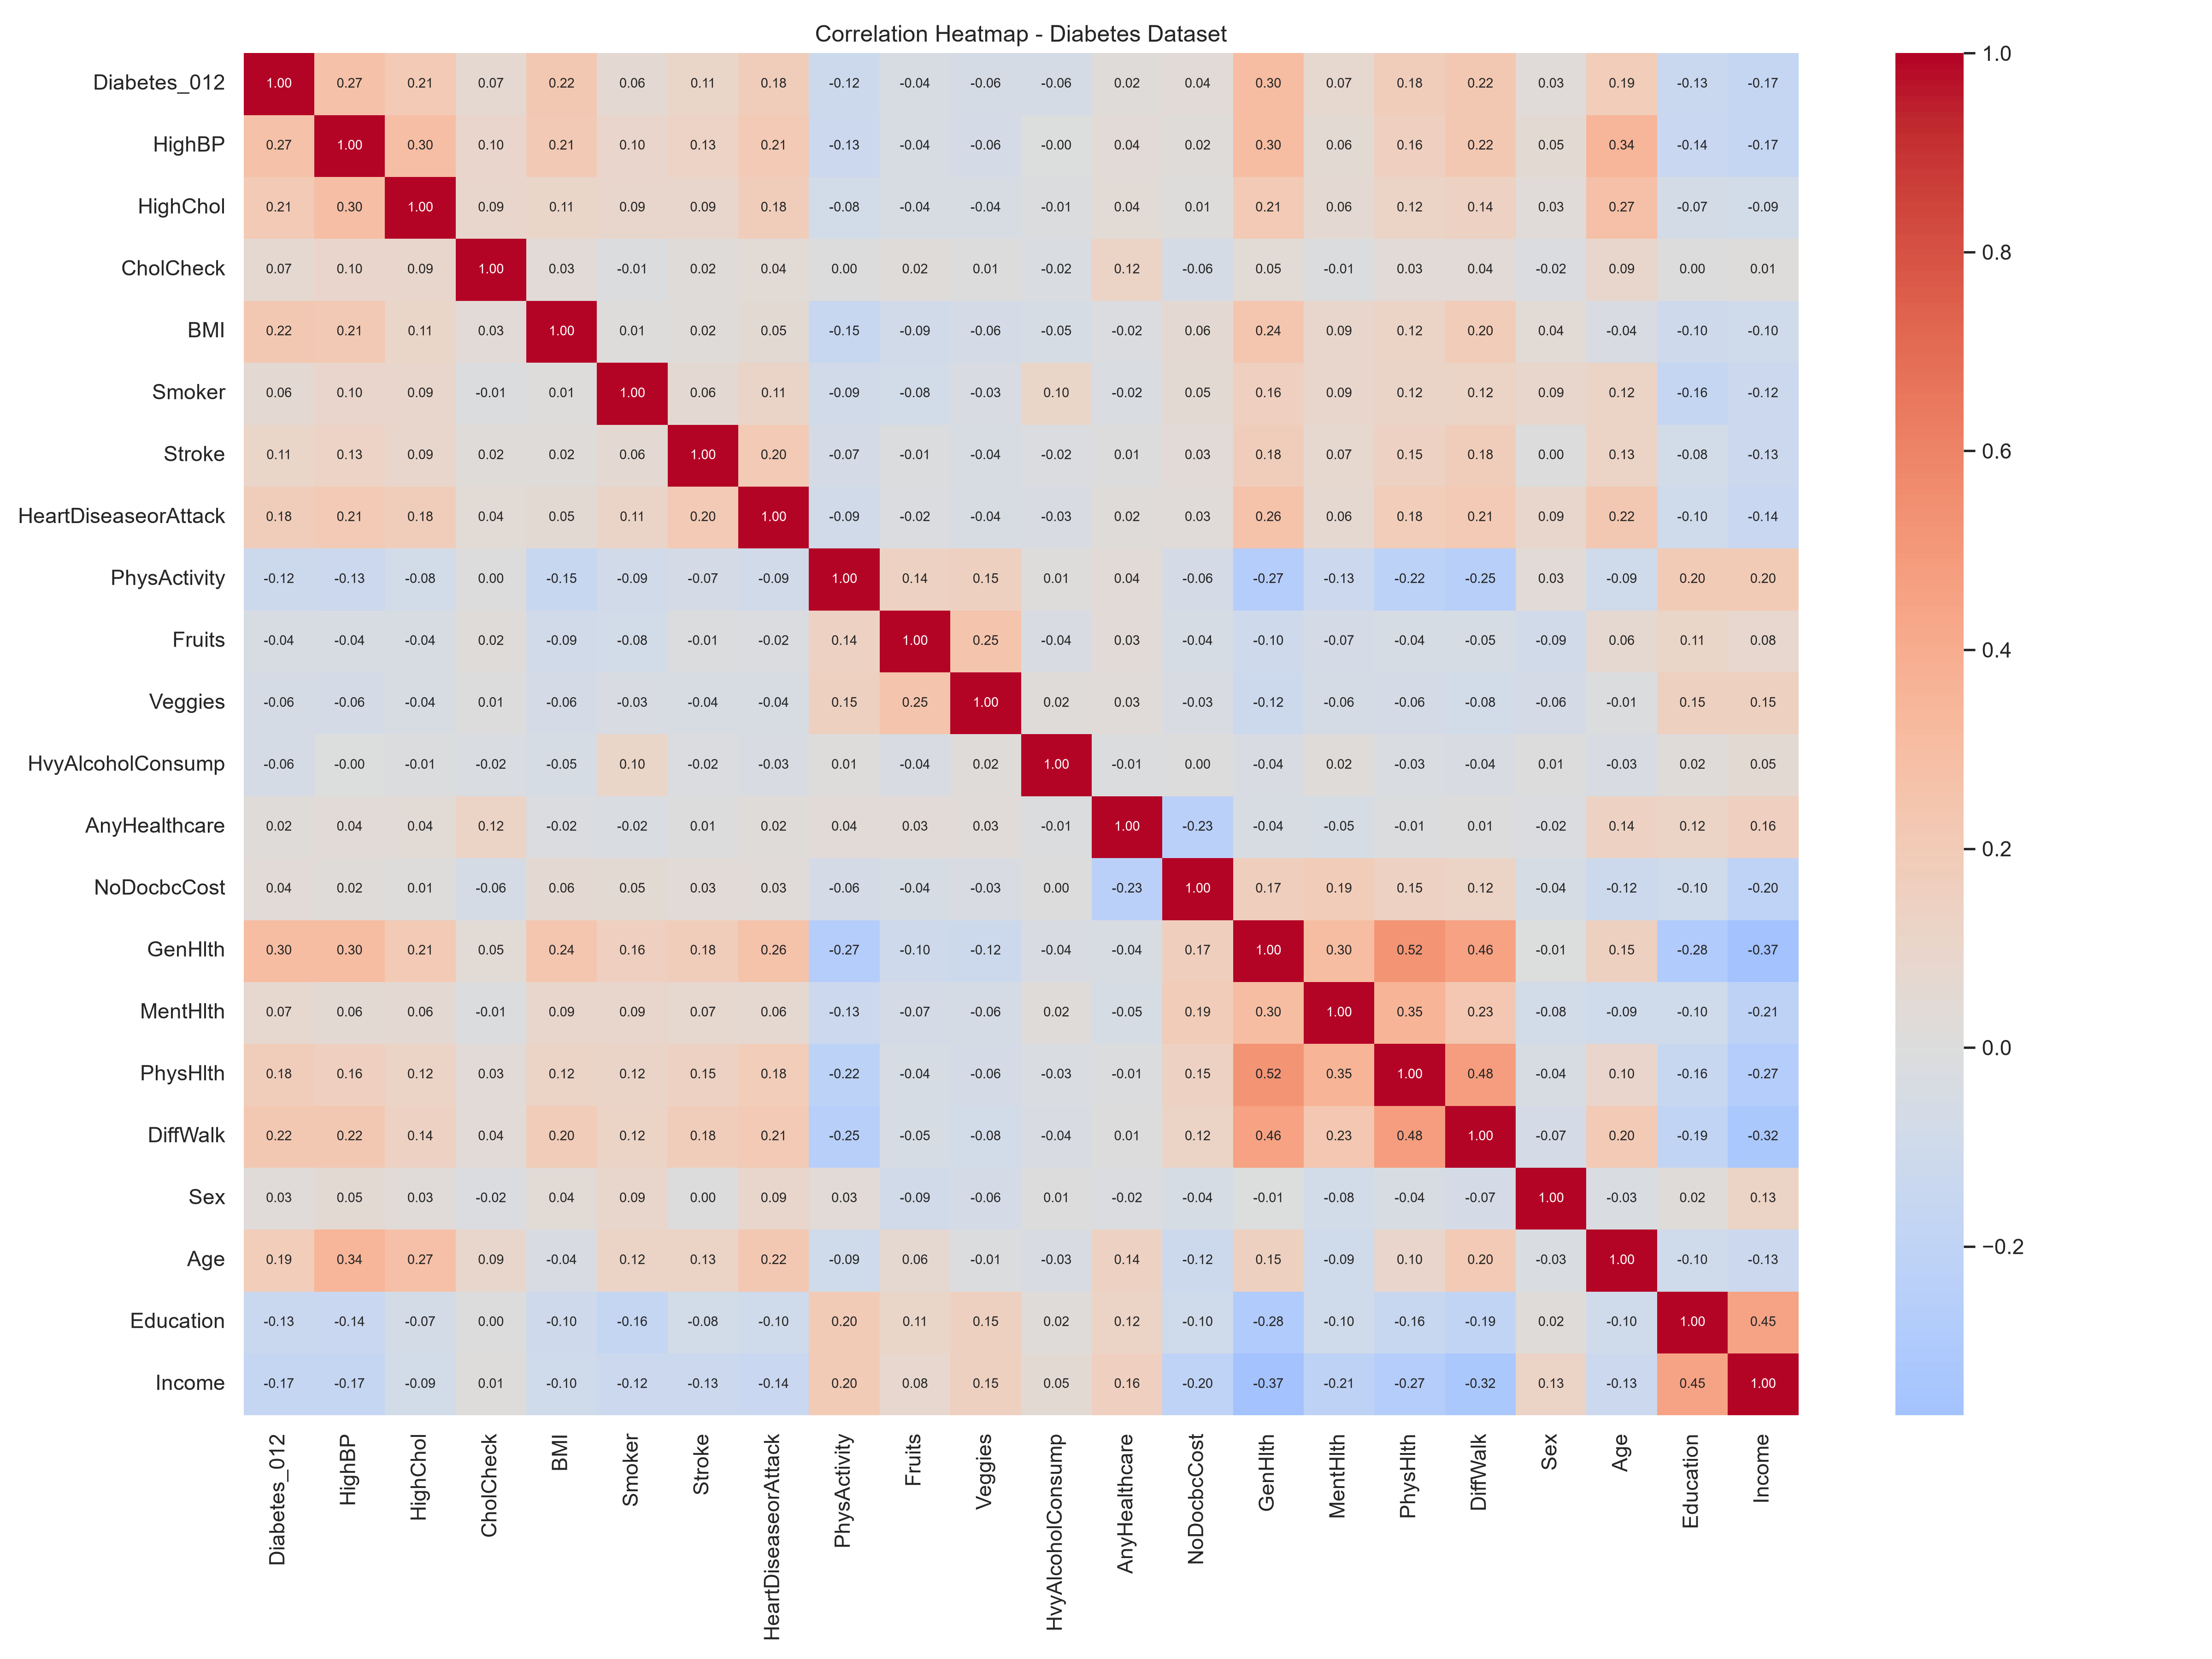 Correlation Heatmap - Diabetes Dataset
Diabetes_012 1.00 0.27 0.21 0.07 0.22 0.06 0.11 0.18 -0.12 -0.04 -0.06 -0.06 0.02 0.04 0.30 0.07 0.18 0.22 0.03 0.19 -0.13 -0.17
HighBP 0.27 1.00 0.30 0.10 0.21 0.10 0.13 0.21 -0.13 -0.04 -0.06 -0.00 0.04 0.02 0.30 0.06 0.16 0.22 0.05 0.34 -0.14 -0.17
HighChol 0.21 0.30 1.00 0.09 0.11 0.09 0.09 0.18 -0.08 -0.04 -0.04 -0.01 0.04 0.01 0.21 0.06 0.12 0.14 0.03 0.27 -0.07 -0.09
CholCheck 0.07 0.10 0.09 1.00 0.03 -0.01 0.02 0.04 0.00 0.02 0.01 -0.02 0.12 -0.06 0.05 -0.01 0.03 0.04 -0.02 0.09 0.00 0.01
BMI 0.22 0.21 0.11 0.03 1.00 0.01 0.02 0.05 -0.15 -0.09 -0.06 -0.05 -0.02 0.06 0.24 0.09 0.12 0.20 0.04 -0.04 -0.10 -0.10
Smoker 0.06 0.10 0.09 -0.01 0.01 1.00 0.06 0.11 -0.09 -0.08 -0.03 0.10 -0.02 0.05 0.16 0.09 0.12 0.12 0.09 0.12 -0.16 -0.12
Stroke 0.11 0.13 0.09 0.02 0.02 0.06 1.00 0.20 -0.07 -0.01 -0.04 -0.02 0.01 0.03 0.18 0.07 0.15 0.18 0.00 0.13 -0.08 -0.13
HeartDiseaseorAttack 0.18 0.21 0.18 0.04 0.05 0.11 0.20 1.00 -0.09 -0.02 -0.04 -0.03 0.02 0.03 0.26 0.06 0.18 0.21 0.09 0.22 -0.10 -0.14
PhysActivity -0.12 -0.13 -0.08 0.00 -0.15 -0.09 -0.07 -0.09 1.00 0.14 0.15 0.01 0.04 -0.06 -0.27 -0.13 -0.22 -0.25 0.03 -0.09 0.20 0.20
Fruits -0.04 -0.04 -0.04 0.02 -0.09 -0.08 -0.01 -0.02 0.14 1.00 0.25 -0.04 0.03 -0.04 -0.10 -0.07 -0.04 -0.05 -0.09 0.06 0.11 0.08
Veggies -0.06 -0.06 -0.04 0.01 -0.06 -0.03 -0.04 -0.04 0.15 0.25 1.00 0.02 0.03 -0.03 -0.12 -0.06 -0.06 -0.08 -0.06 -0.01 0.15 0.15
HvyAlcoholConsump -0.06 -0.00 -0.01 -0.02 -0.05 0.10 -0.02 -0.03 0.01 -0.04 0.02 1.00 -0.01 0.00 -0.04 0.02 -0.03 -0.04 0.01 -0.03 0.02 0.05
AnyHealthcare 0.02 0.04 0.04 0.12 -0.02 -0.02 0.01 0.02 0.04 0.03 0.03 -0.01 1.00 -0.23 -0.04 -0.05 -0.01 0.01 -0.02 0.14 0.12 0.16
NoDocbcCost 0.04 0.02 0.01 -0.06 0.06 0.05 0.03 0.03 -0.06 -0.04 -0.03 0.00 -0.23 1.00 0.17 0.19 0.15 0.12 -0.04 -0.12 -0.10 -0.20
GenHlth 0.30 0.30 0.21 0.05 0.24 0.16 0.18 0.26 -0.27 -0.10 -0.12 -0.04 -0.04 0.17 1.00 0.30 0.52 0.46 -0.01 0.15 -0.28 -0.37
MentHlth 0.07 0.06 0.06 -0.01 0.09 0.09 0.07 0.06 -0.13 -0.07 -0.06 0.02 -0.05 0.19 0.30 1.00 0.35 0.23 -0.08 -0.09 -0.10 -0.21
PhysHlth 0.18 0.16 0.12 0.03 0.12 0.12 0.15 0.18 -0.22 -0.04 -0.06 -0.03 -0.01 0.15 0.52 0.35 1.00 0.48 -0.04 0.10 -0.16 -0.27
DiffWalk 0.22 0.22 0.14 0.04 0.20 0.12 0.18 0.21 -0.25 -0.05 -0.08 -0.04 0.01 0.12 0.46 0.23 0.48 1.00 -0.07 0.20 -0.19 -0.32
Sex 0.03 0.05 0.03 -0.02 0.04 0.09 0.00 0.09 0.03 -0.09 -0.06 0.01 -0.02 -0.04 -0.01 -0.08 -0.04 -0.07 1.00 -0.03 0.02 0.13
Age 0.19 0.34 0.27 0.09 -0.04 0.12 0.13 0.22 -0.09 0.06 -0.01 -0.03 0.14 -0.12 0.15 -0.09 0.10 0.20 -0.03 1.00 -0.10 -0.13
Education -0.13 -0.14 -0.07 0.00 -0.10 -0.16 -0.08 -0.10 0.20 0.11 0.15 0.02 0.12 -0.10 -0.28 -0.10 -0.16 -0.19 0.02 -0.10 1.00 0.45
Income -0.17 -0.17 -0.09 0.01 -0.10 -0.12 -0.13 -0.14 0.20 0.08 0.15 0.05 0.16 -0.20 -0.37 -0.21 -0.27 -0.32 0.13 -0.13 0.45 1.00
Diabetes_012
HighBP
HighChol
CholCheck
BMI
Smoker
Stroke
HeartDiseaseorAttack
PhysActivity
Fruits
Veggies
HvyAlcoholConsump
AnyHealthcare
NoDocbcCost
GenHlth
MentHlth
PhysHlth
DiffWalk
Sex
Age
Education
Income
1.0
0.8
0.6
0.4
0.2
0.0
−0.2